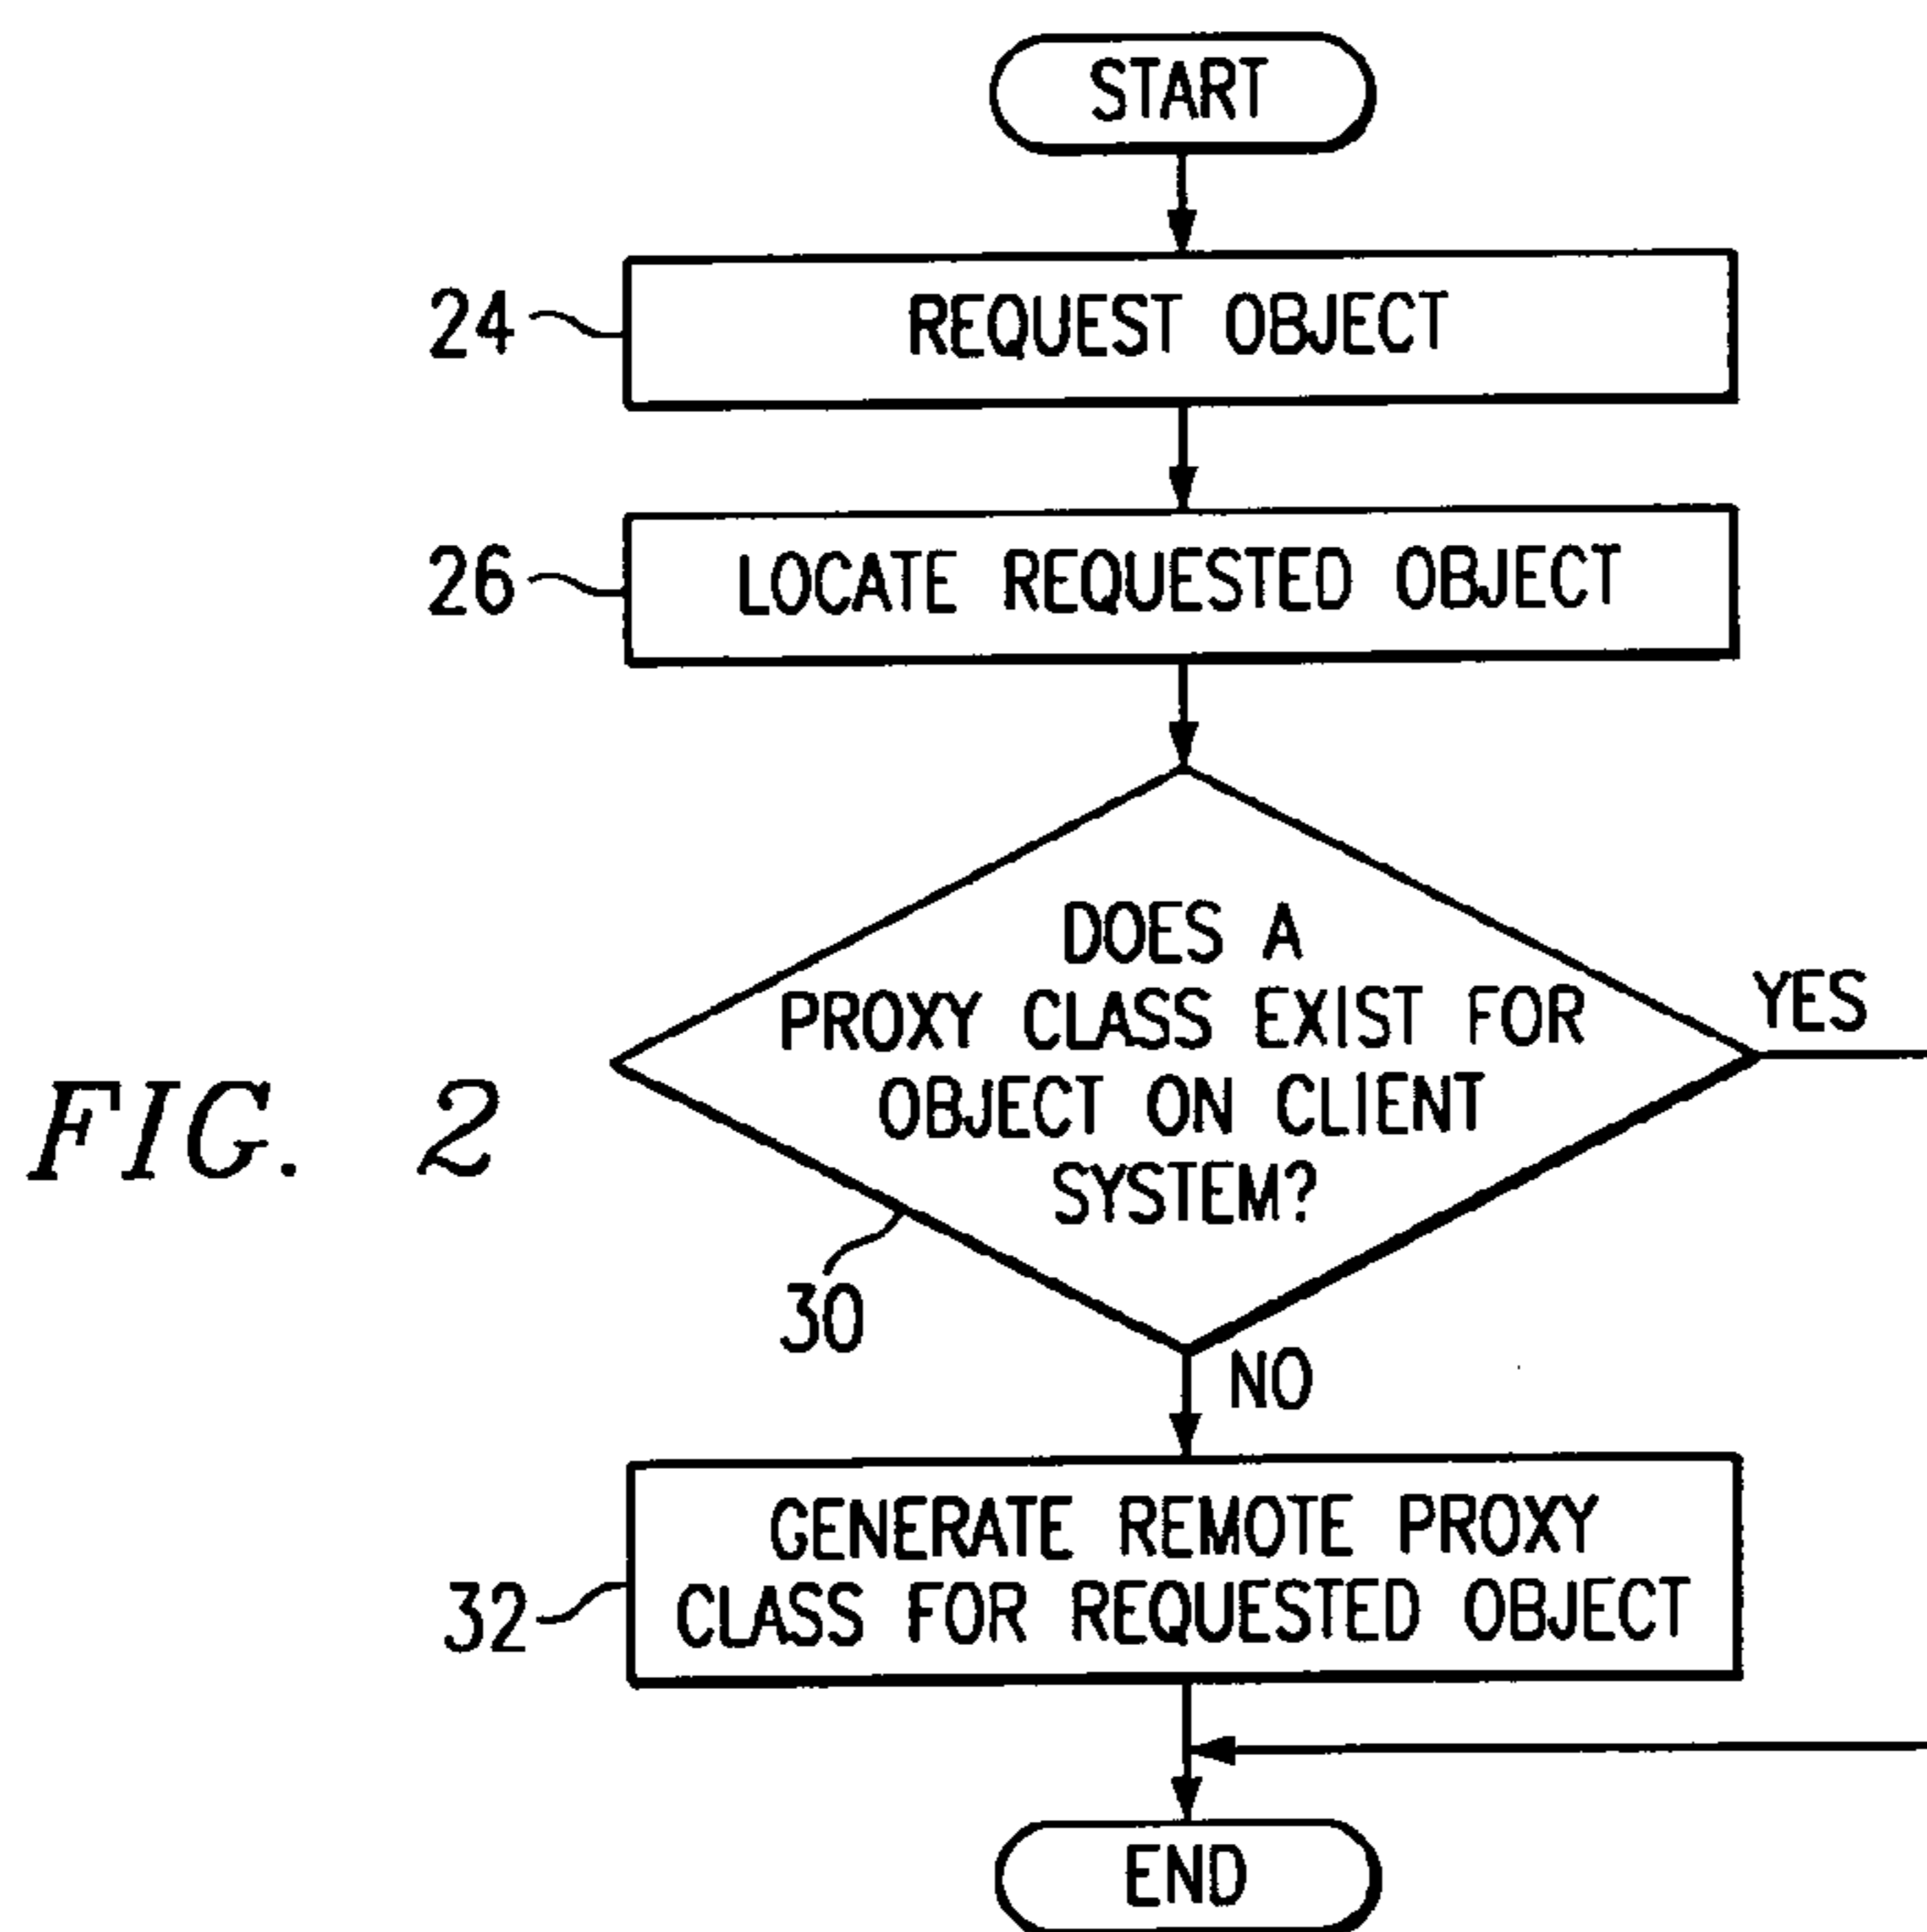 START
24
REQUEST OBJECT
26
LOCATE REQUESTED OBJECT
DOES A
PROXY CLASS EXIST FOR
OBJECT ON CLIENT
SYSTEM?
YES
FIG. 2
30
NO
32
GENERATE REMOTE PROXY
CLASS FOR REQUESTED OBJECT
END